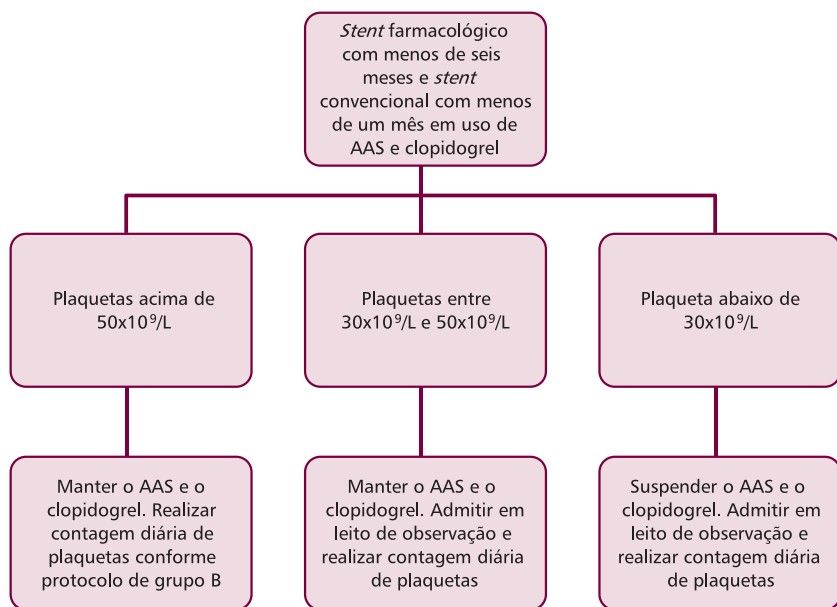 Stent farmacológico
com menos de seis
meses e stent
convencional com menos
de um mês em uso de
AAS e clopidogrel
Plaquetas acima de
50x10⁹/L
Plaquetas entre
30x10⁹/L e 50x10⁹/L
Plaqueta abaixo de
30x10⁹/L
Manter o AAS e o
clopidogrel. Realizar
contagem diária de
plaquetas conforme
protocolo de grupo B
Manter o AAS e o
clopidogrel. Admitir em
leito de observação e
realizar contagem diária
de plaquetas
Suspender o AAS e o
clopidogrel. Admitir em
leito de observação e
realizar contagem diária
de plaquetas